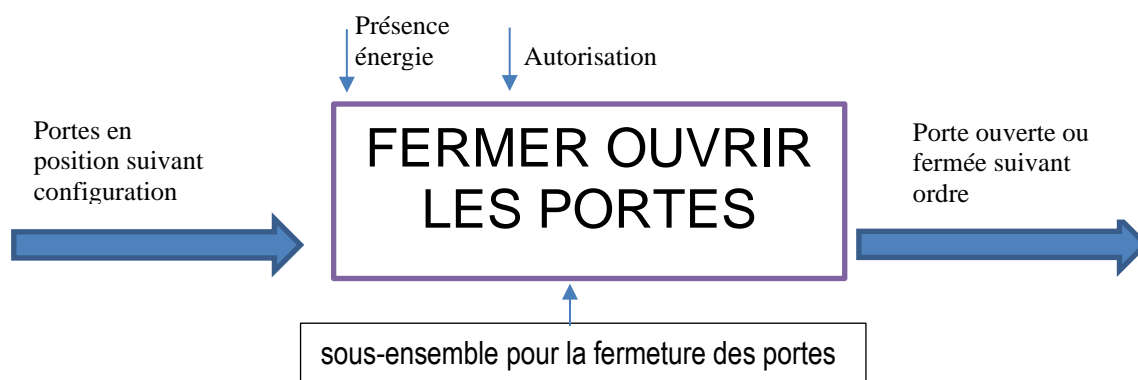 Présence
énergie
Autorisation
Portes en
position suivant
configuration
FERMER OUVRIR
LES PORTES
Porte ouverte ou
fermée suivant
ordre
sous-ensemble pour la fermeture des portes